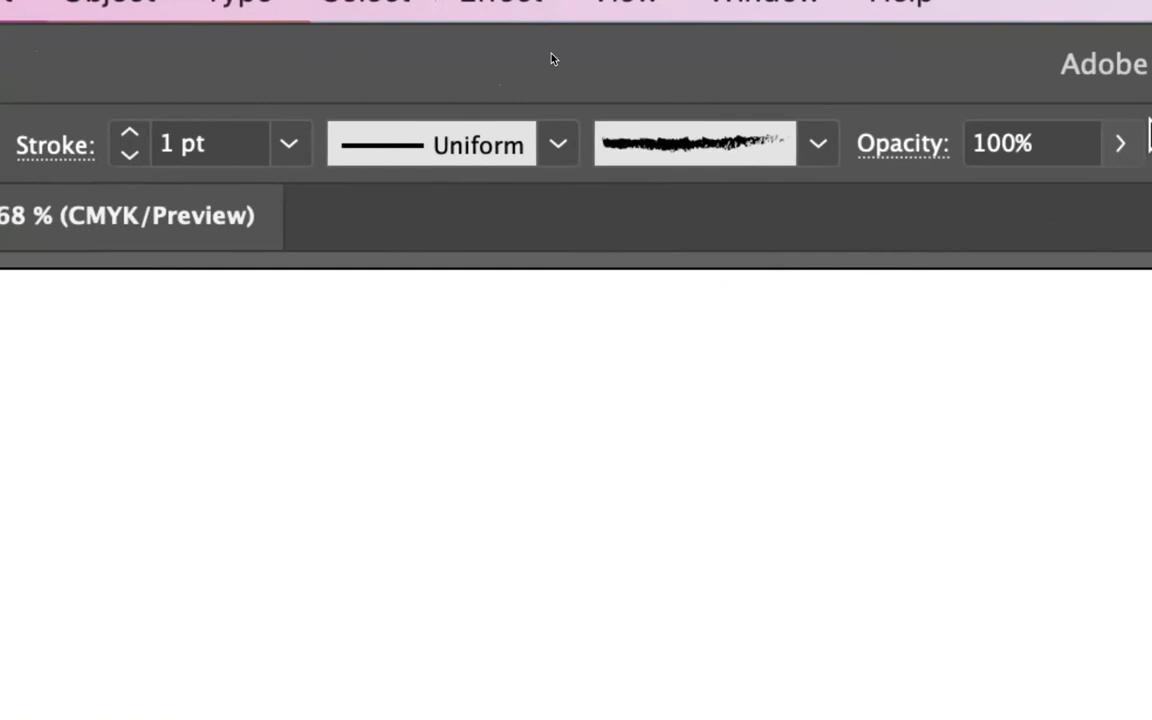 Object Type Select Effect View Window Help
Adobe
Stroke: 1 pt Uniform Opacity: 100%
68 % (CMYK/Preview)